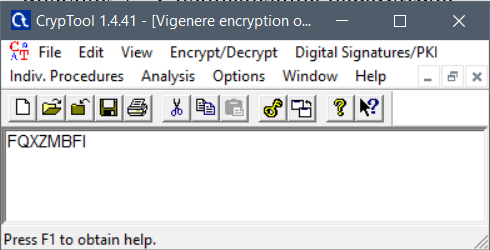 CrypTool 1.4.41 - [Vigenere encryption o...
File Edit View Encrypt/Decrypt Digital Signatures/PKI
Indiv. Procedures Analysis Options Window Help
FQXZMBFI
Press F1 to obtain help.